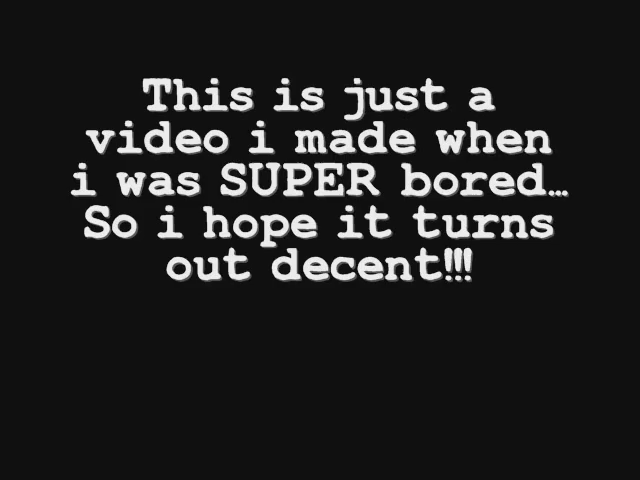 This is just a
video i made when
i was SUPER bored…
So i hope it turns
out decent!!!